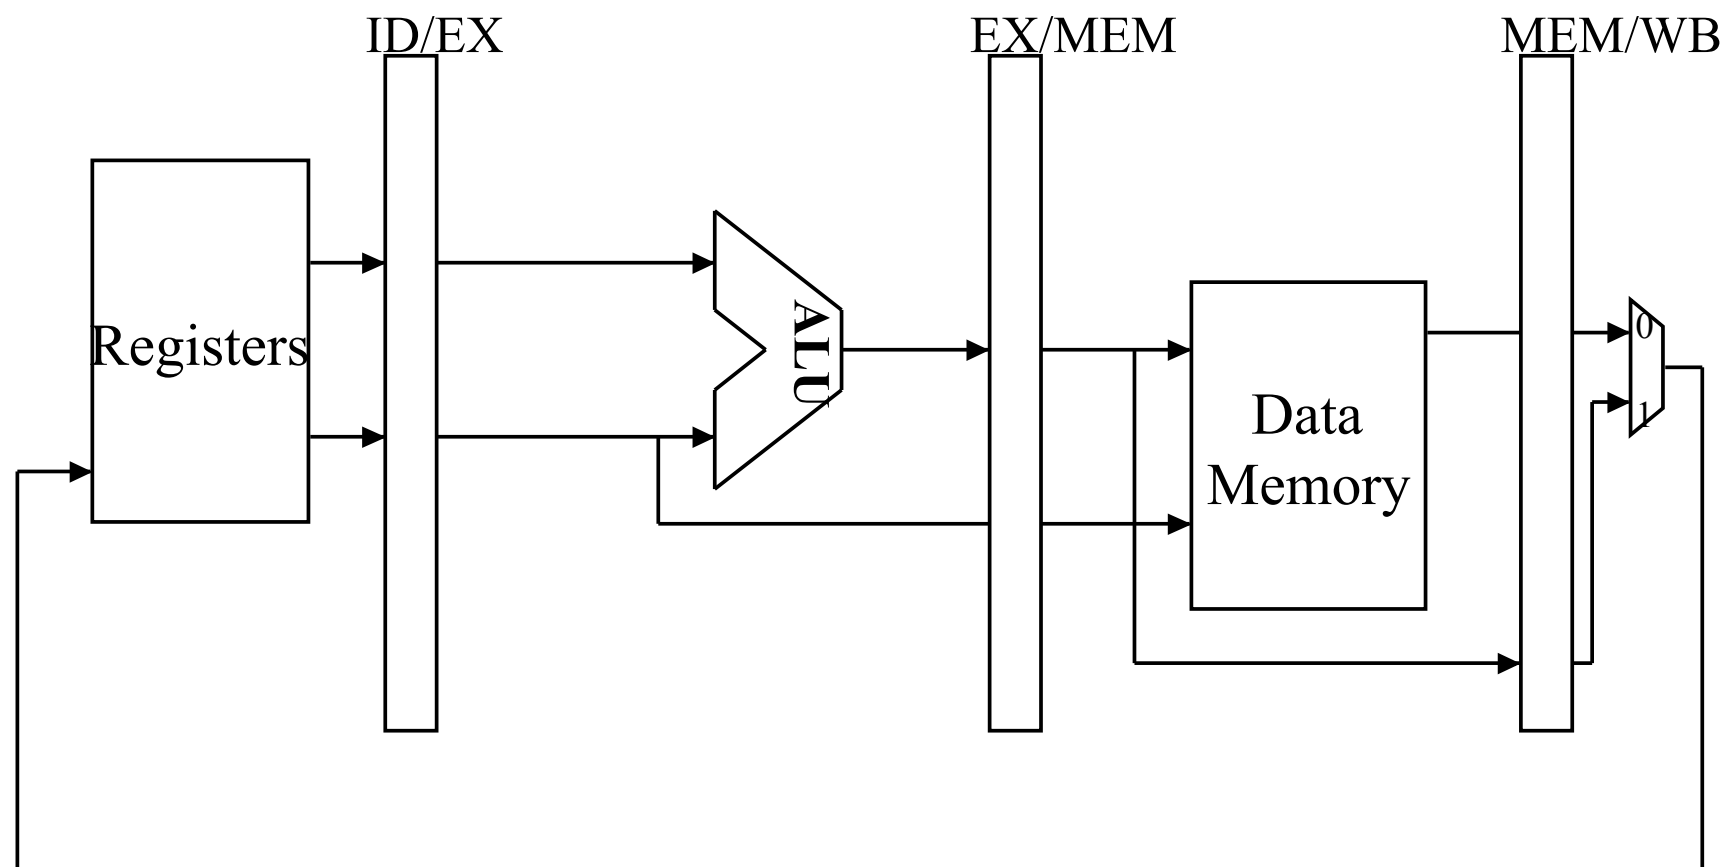 ID/EX
EX/MEM
MEM/WB
Registers
ALU
Data
Memory
0
1